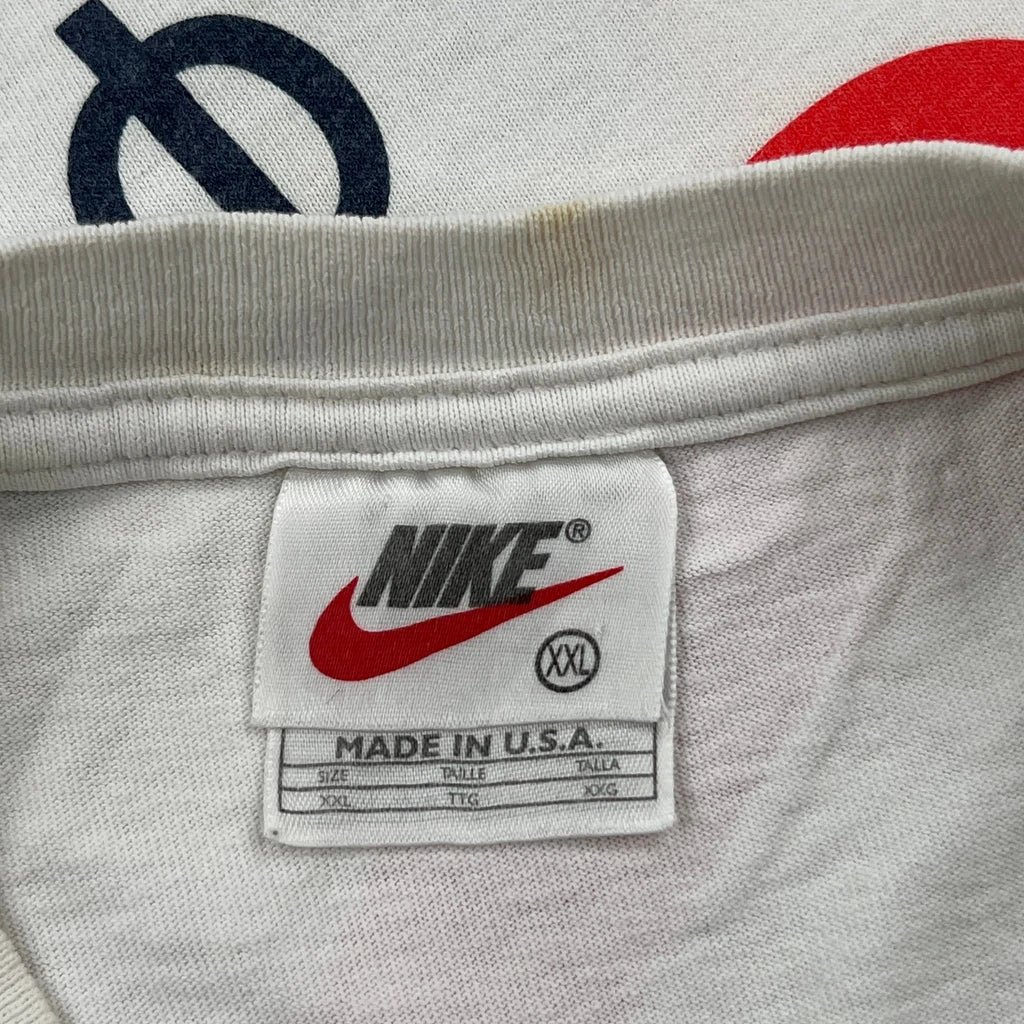 NIKE®
XXL
MADE IN U.S.A.
SIZE TAILLE TALLA
XXL TTG XXG